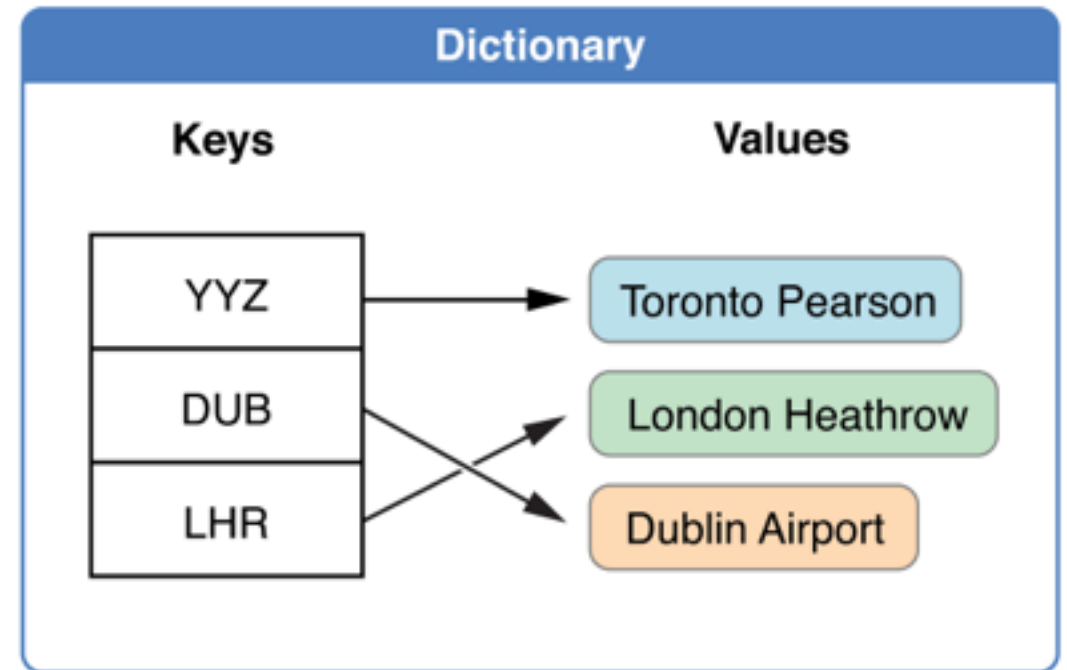 Dictionary
Keys
Values
YYZ
Toronto Pearson
DUB
London Heathrow
LHR
Dublin Airport